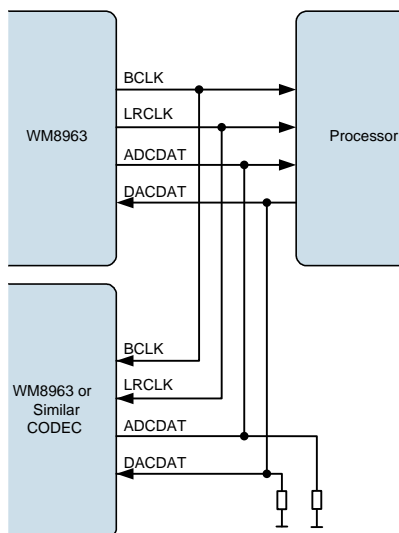 BCLK
LRCLK
WM8963
Processor
ADCDAT
DACDAT
BCLK
WM8963 or
Similar
CODEC
LRCLK
ADCDAT
DACDAT